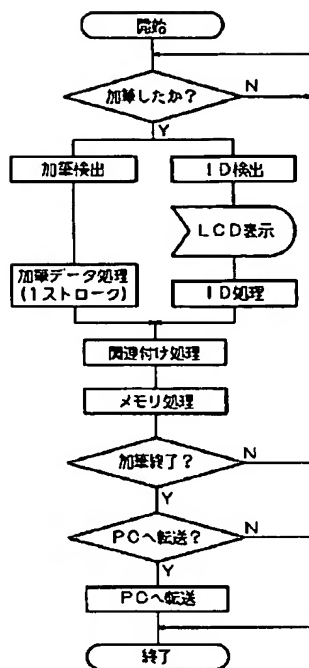 開始
加筆したか?
N
Y
加筆検出
ID検出
LCD表示
加筆データ処理
(1ストローク)
ID処理
関連付け処理
メモリ処理
加筆終了?
N
Y
PCへ転送?
N
Y
PCへ転送
終了